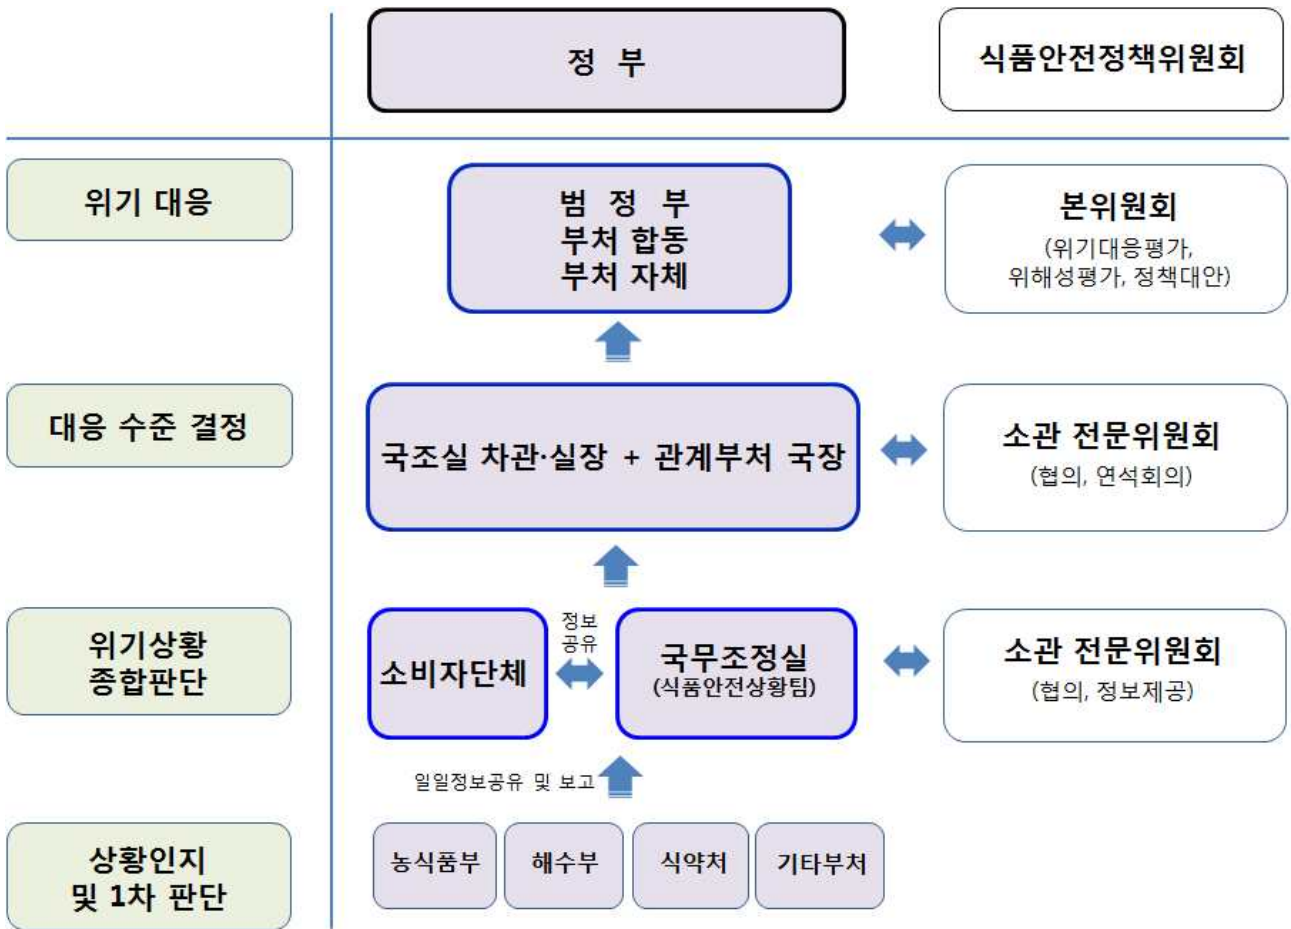 정 부
식품안전정책위원회
위기 대응
범 정 부
부처 합동
부처 자체
본위원회
(위기대응평가,
위해성평가, 정책대안)
대응 수준 결정
국조실 차관·실장 + 관계부처 국장
소관 전문위원회
(협의, 연석회의)
위기상황
종합판단
소비자단체
정보
공유
국무조정실
(식품안전상황팀)
소관 전문위원회
(협의, 정보제공)
일일정보공유 및 보고
상황인지
및 1차 판단
농식품부
해수부
식약처
기타부처